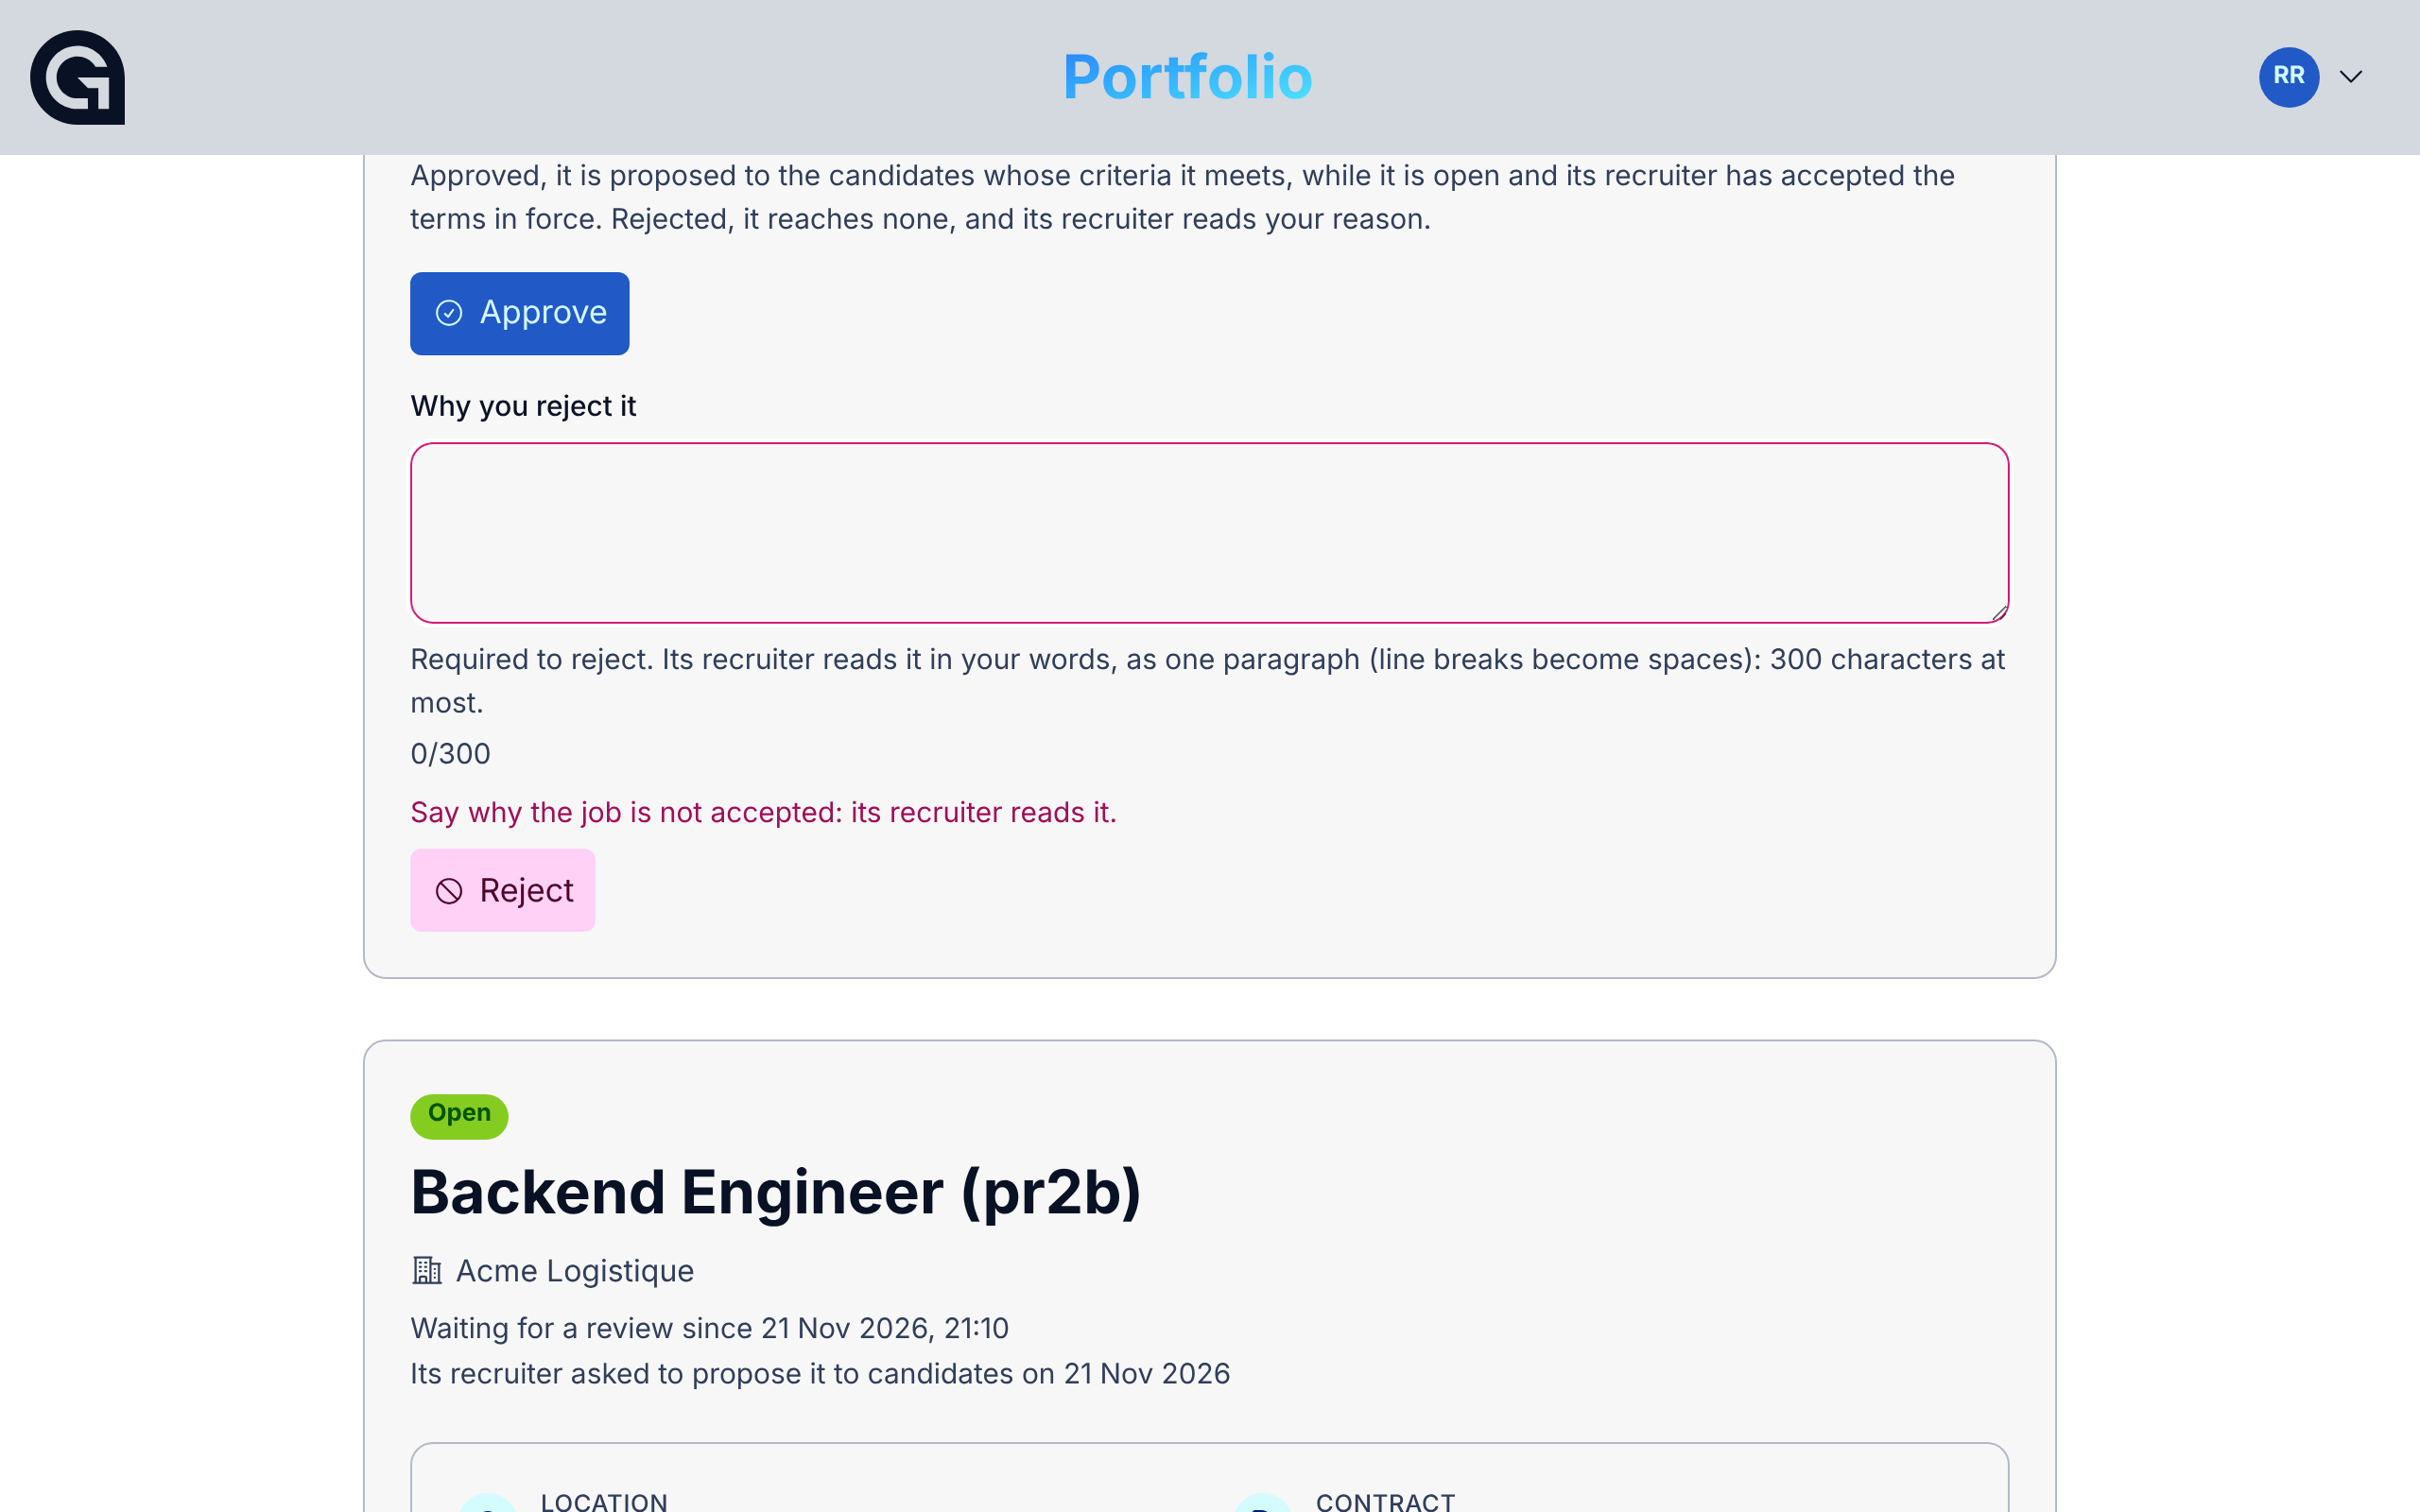 Portfolio
RR
Approved, it is proposed to the candidates whose criteria it meets, while it is open and its recruiter has accepted the
terms in force. Rejected, it reaches none, and its recruiter reads your reason.
Approve
Why you reject it
Required to reject. Its recruiter reads it in your words, as one paragraph (line breaks become spaces): 300 characters at
most.
0/300
Say why the job is not accepted: its recruiter reads it.
Reject
Open
Backend Engineer (pr2b)
Acme Logistique
Waiting for a review since 21 Nov 2026, 21:10
Its recruiter asked to propose it to candidates on 21 Nov 2026
LOCATION
CONTRACT